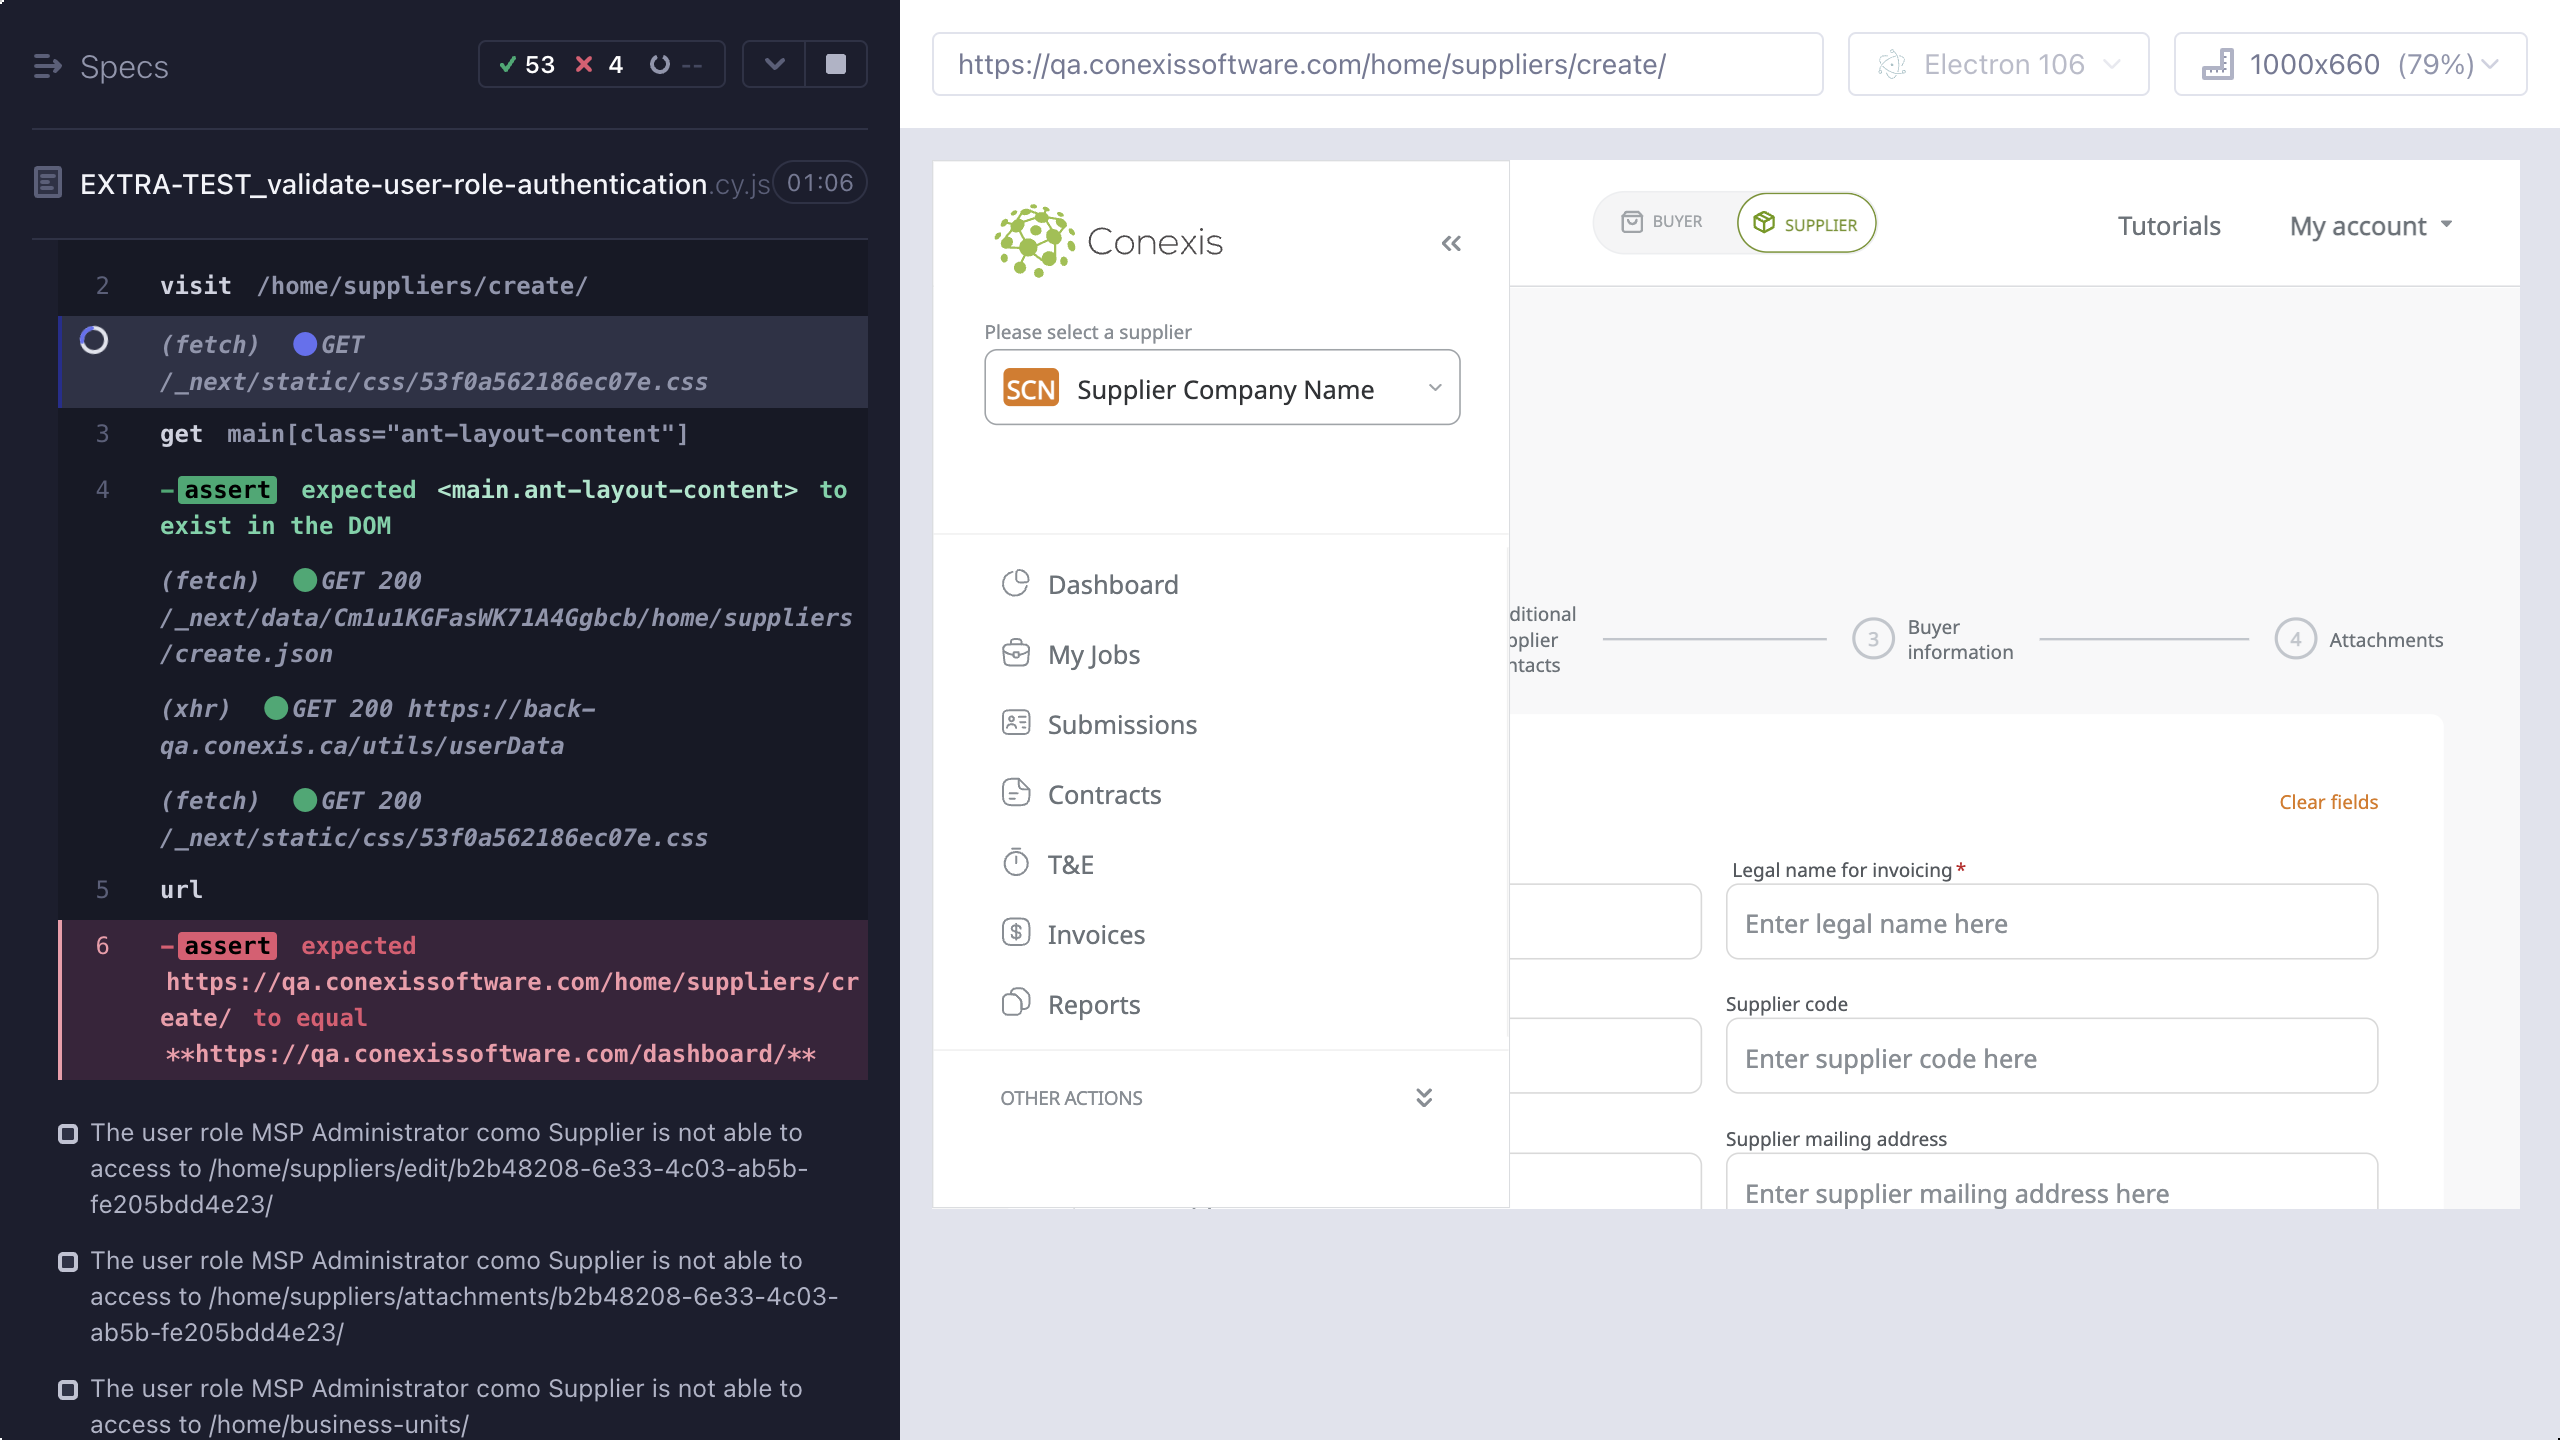 Specs
53 4 --
EXTRA-TEST_validate-user-role-authentication.cy.js 01:06
2 visit /home/suppliers/create/
(fetch) GET
/_next/static/css/53f0a562186ec07e.css
3 get main[class="ant-layout-content"]
4 -assert expected <main.ant-layout-content> to
exist in the DOM
(fetch) GET 200
/_next/data/Cm1u1KGFasWK71A4Ggbcb/home/suppliers
/create.json
(xhr) GET 200 https://back-
qa.conexis.ca/utils/userData
(fetch) GET 200
/_next/static/css/53f0a562186ec07e.css
5 url
6 -assert expected
https://qa.conexissoftware.com/home/suppliers/cr
eate/ to equal
**https://qa.conexissoftware.com/dashboard/**
The user role MSP Administrator como Supplier is not able to
access to /home/suppliers/edit/b2b48208-6e33-4c03-ab5b-
fe205bdd4e23/
The user role MSP Administrator como Supplier is not able to
access to /home/suppliers/attachments/b2b48208-6e33-4c03-
ab5b-fe205bdd4e23/
The user role MSP Administrator como Supplier is not able to
access to /home/business-units/
https://qa.conexissoftware.com/home/suppliers/create/
Electron 106
1000x660 (79%)
Conexis
Please select a supplier
SCN Supplier Company Name
Dashboard
My Jobs
Submissions
Contracts
T&E
Invoices
Reports
OTHER ACTIONS
BUYER
SUPPLIER
Tutorials
My account
ditional
pplier
ntacts
3
Buyer
information
4
Attachments
Clear fields
Legal name for invoicing*
Enter legal name here
Supplier code
Enter supplier code here
Supplier mailing address
Enter supplier mailing address here